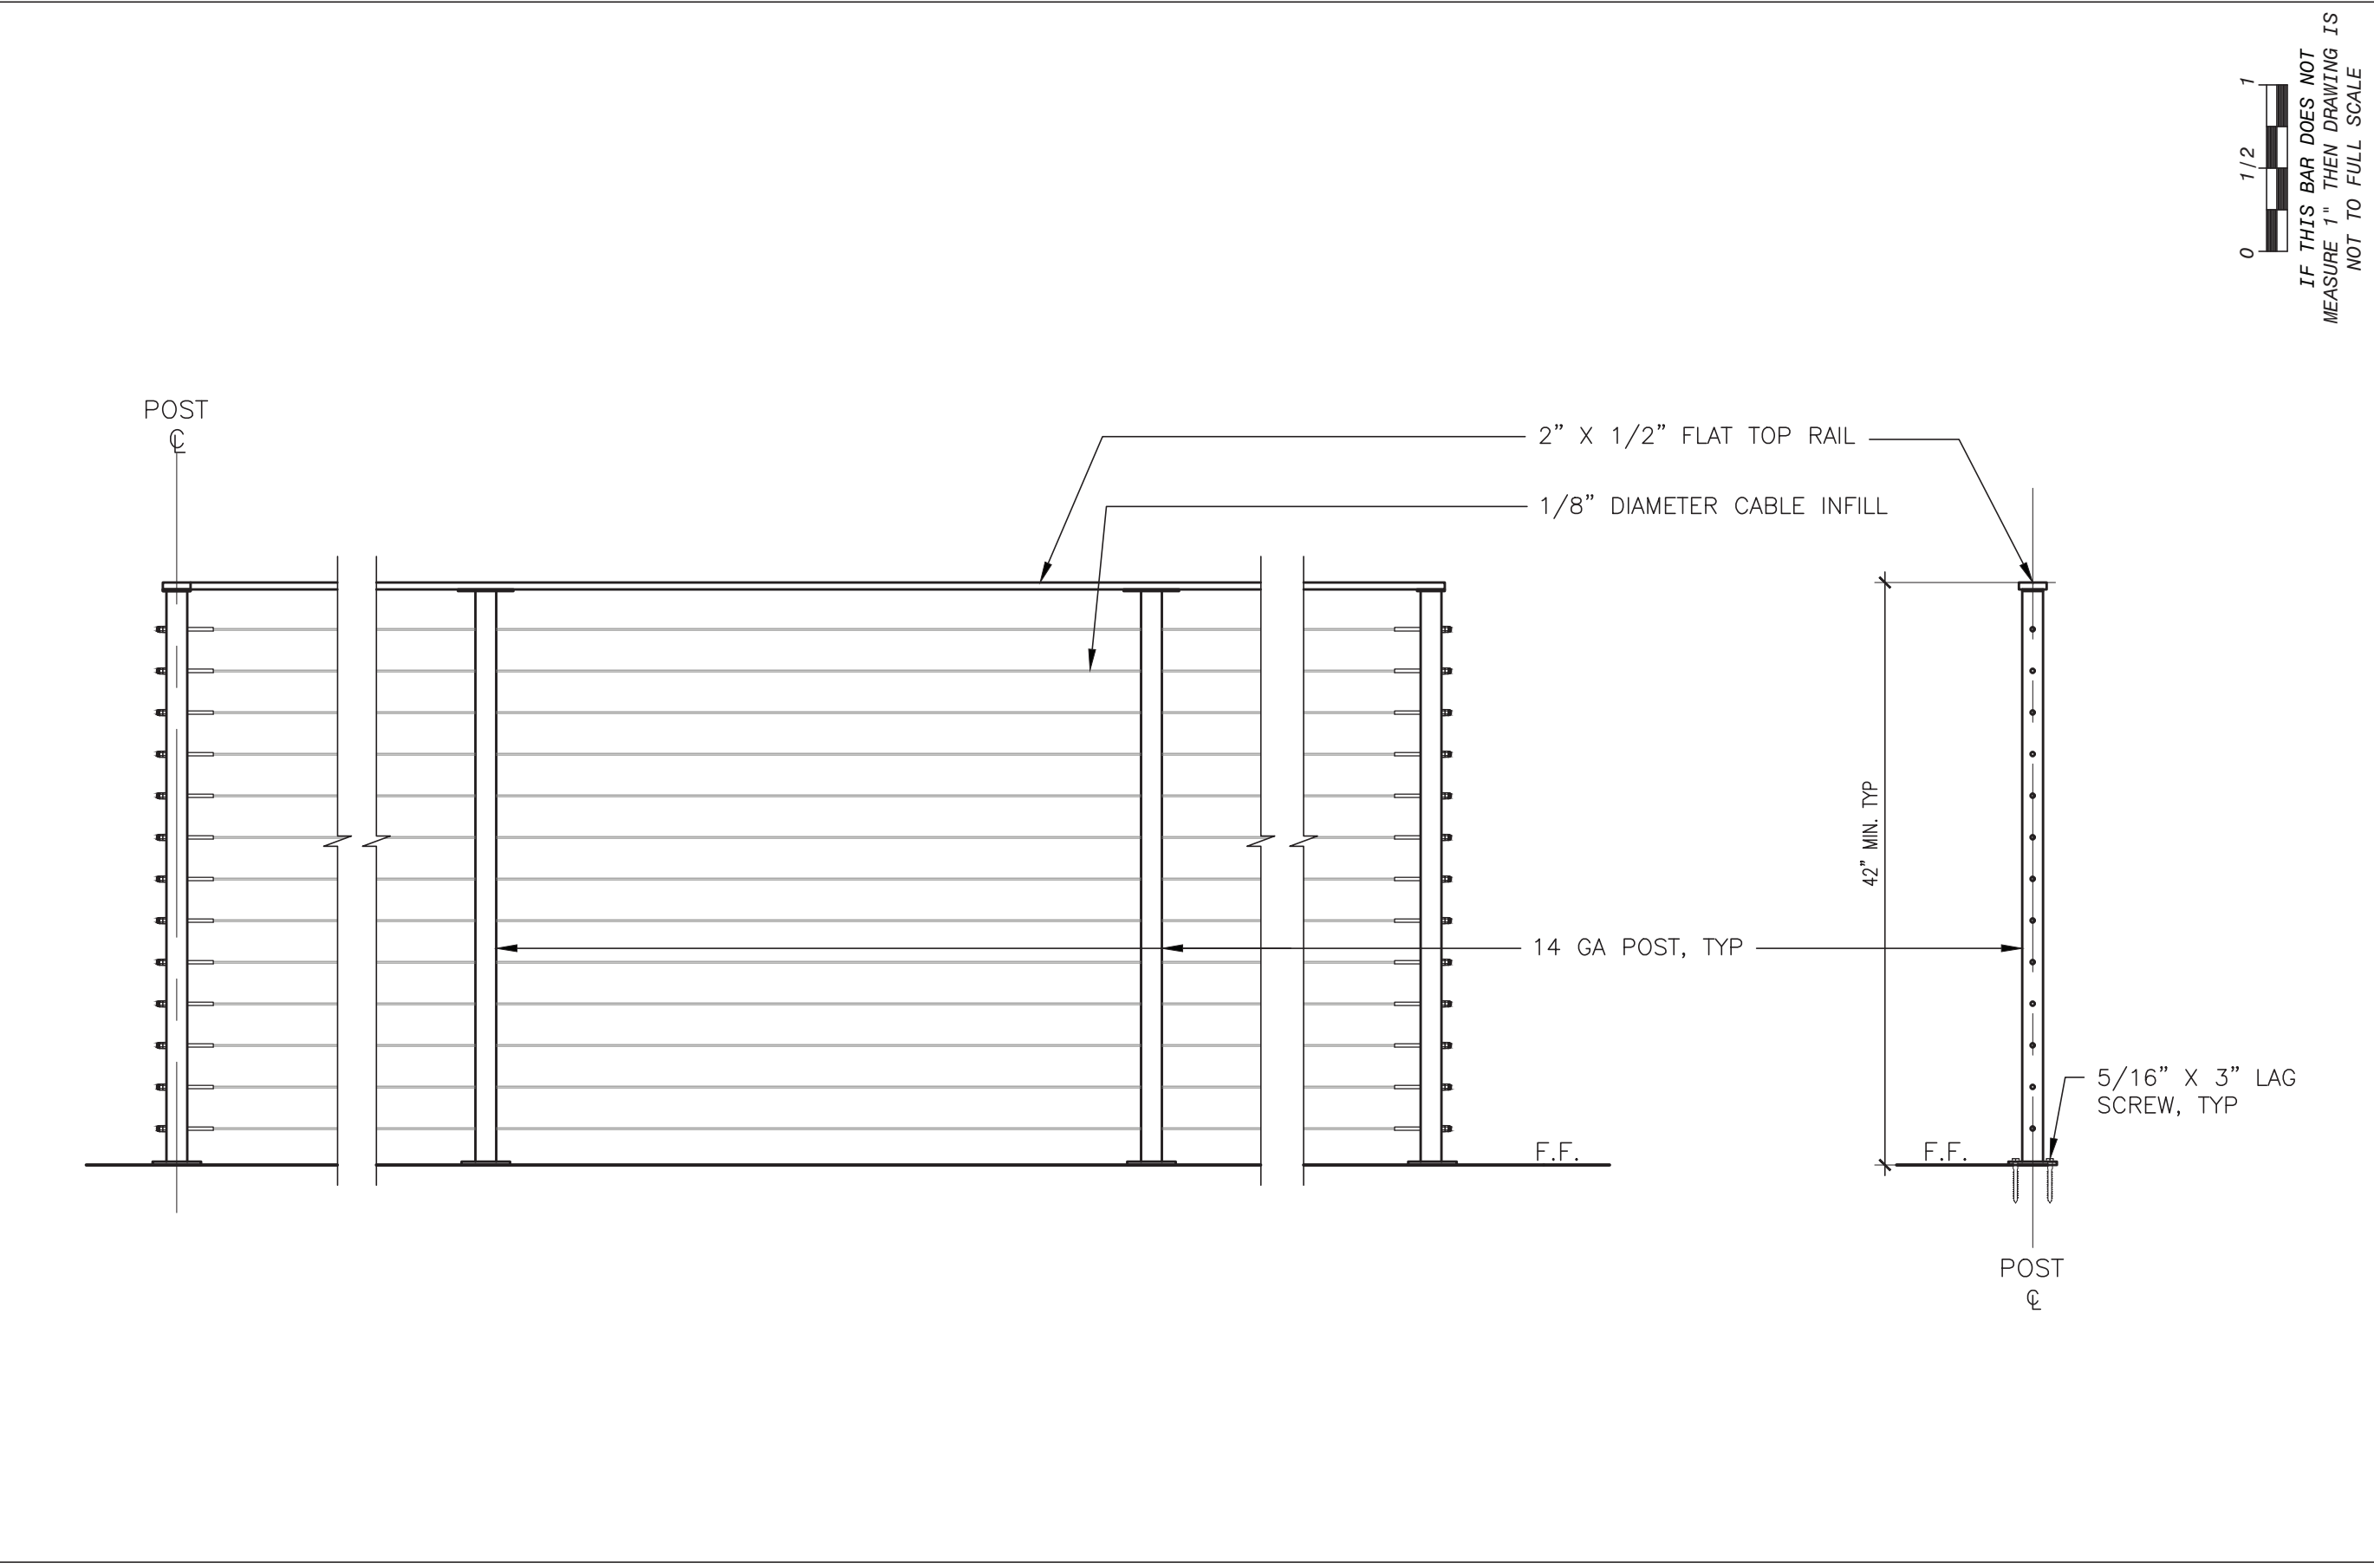 0 1/2 1
IF THIS BAR DOES NOT
MEASURE 1" THEN DRAWING IS
NOT TO FULL SCALE
POST
℄
2” X 1/2” FLAT TOP RAIL
1/8” DIAMETER CABLE INFILL
42” MIN. TYP
14 GA POST, TYP
5/16” X 3” LAG
SCREW, TYP
F.F.
F.F.
POST
℄